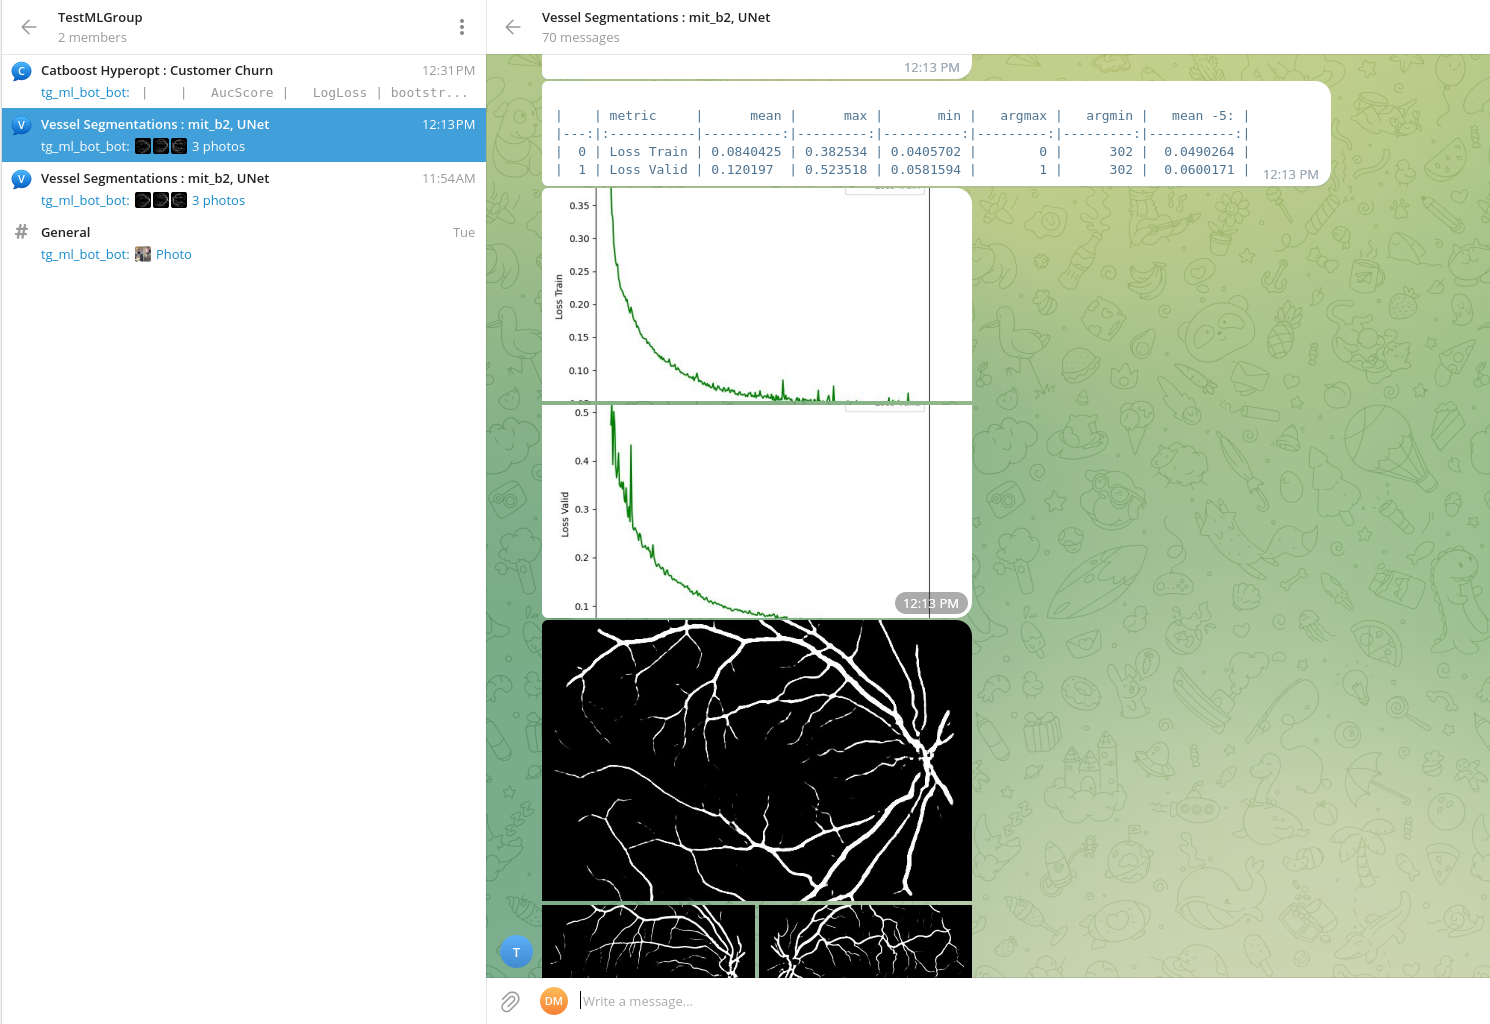 TestMLGroup
2 members
Catboost Hyperopt : Customer Churn 12:31 PM
tg_ml_bot_bot: | | AucScore | LogLoss | bootstr...
Vessel Segmentations : mit_b2, UNet 12:13 PM
tg_ml_bot_bot: 3 photos
Vessel Segmentations : mit_b2, UNet 11:54 AM
tg_ml_bot_bot: 3 photos
# General Tue
tg_ml_bot_bot: Photo
Vessel Segmentations : mit_b2, UNet
70 messages
12:13 PM
| | metric | mean | max | min | argmax | argmin | mean -5: |
|---:|:-----------|----------:|---------:|----------:|---------:|---------:|-----------:|
| 0 | Loss Train | 0.0840425 | 0.382534 | 0.0405702 | 0 | 302 | 0.0490264 |
| 1 | Loss Valid | 0.120197 | 0.523518 | 0.0581594 | 1 | 302 | 0.0600171 |
12:13 PM
0.35
0.30
0.25
0.20
0.15
0.10
Loss Train
0.5
0.4
0.3
0.2
0.1
Loss Valid
12:13 PM
T
DM
Write a message...